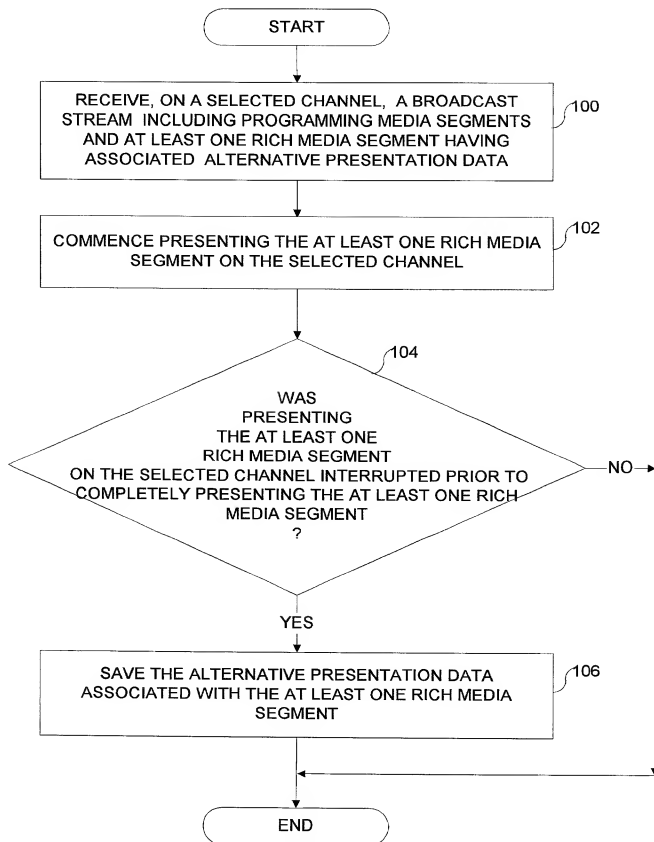 START
RECEIVE, ON A SELECTED CHANNEL, A BROADCAST
STREAM INCLUDING PROGRAMMING MEDIA SEGMENTS
AND AT LEAST ONE RICH MEDIA SEGMENT HAVING
ASSOCIATED ALTERNATIVE PRESENTATION DATA
100
COMMENCE PRESENTING THE AT LEAST ONE RICH MEDIA
SEGMENT ON THE SELECTED CHANNEL
102
104
WAS
PRESENTING
THE AT LEAST ONE
RICH MEDIA SEGMENT
ON THE SELECTED CHANNEL INTERRUPTED PRIOR TO
COMPLETELY PRESENTING THE AT LEAST ONE RICH
MEDIA SEGMENT
?
NO
YES
SAVE THE ALTERNATIVE PRESENTATION DATA
ASSOCIATED WITH THE AT LEAST ONE RICH MEDIA
SEGMENT
106
END